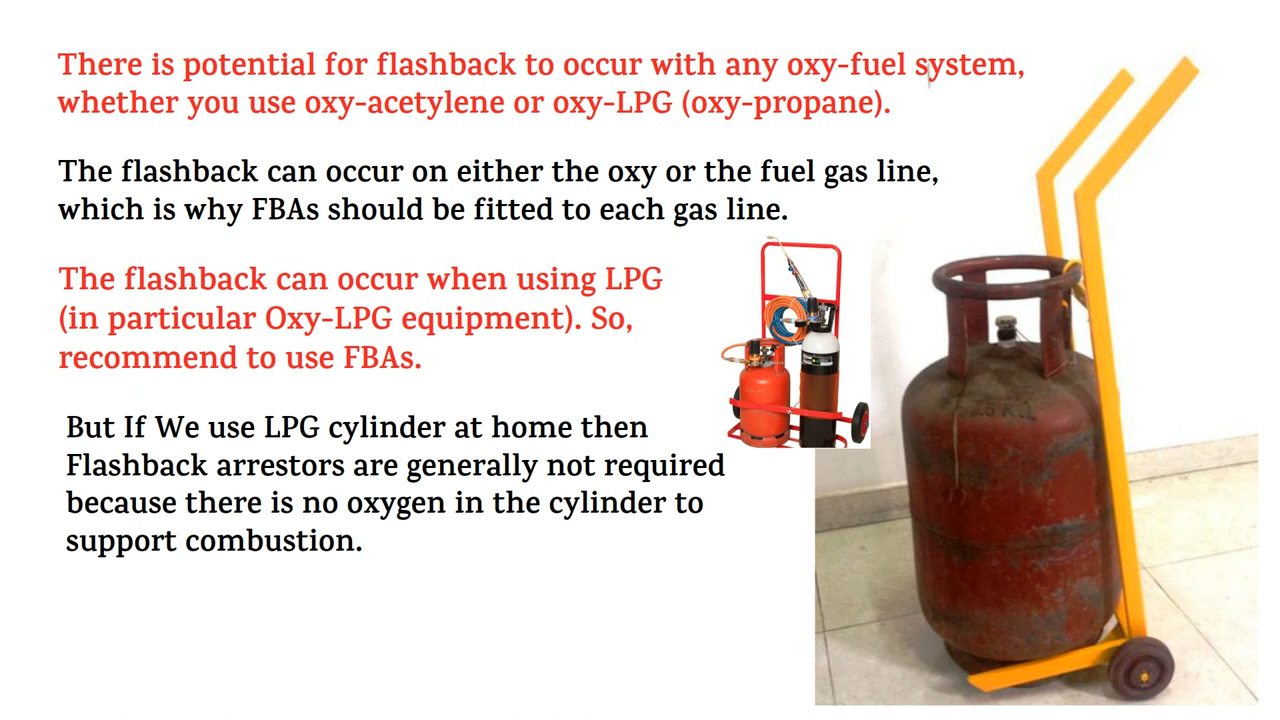 There is potential for flashback to occur with any oxy-fuel system,
whether you use oxy-acetylene or oxy-LPG (oxy-propane).
The flashback can occur on either the oxy or the fuel gas line,
which is why FBAs should be fitted to each gas line.
The flashback can occur when using LPG
(in particular Oxy-LPG equipment). So,
recommend to use FBAs.
But If We use LPG cylinder at home then
Flashback arrestors are generally not required
because there is no oxygen in the cylinder to
support combustion.